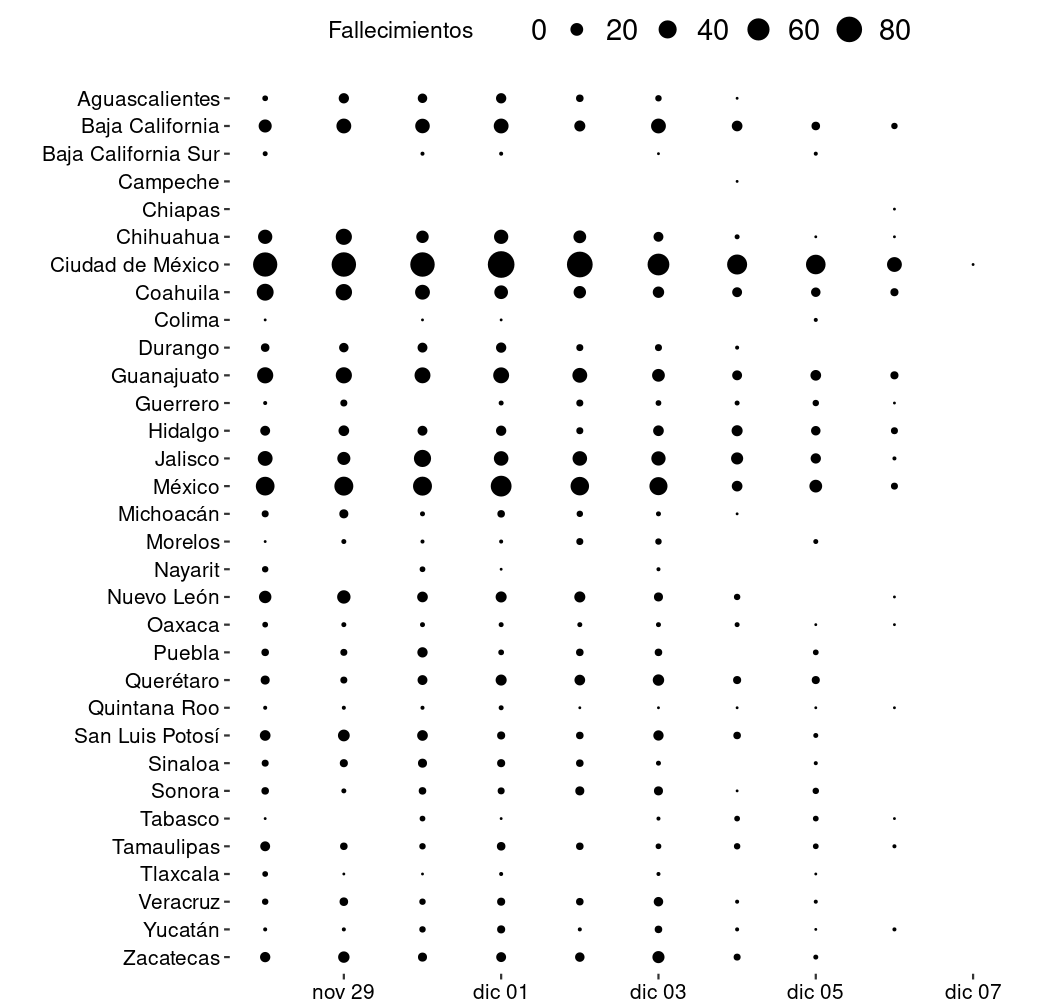 Fallecimientos 0 20 40 60 80
Aguascalientes
Baja California
Baja California Sur
Campeche
Chiapas
Chihuahua
Ciudad de México
Coahuila
Colima
Durango
Guanajuato
Guerrero
Hidalgo
Jalisco
México
Michoacán
Morelos
Nayarit
Nuevo León
Oaxaca
Puebla
Querétaro
Quintana Roo
San Luis Potosí
Sinaloa
Sonora
Tabasco
Tamaulipas
Tlaxcala
Veracruz
Yucatán
Zacatecas
nov 29 dic 01 dic 03 dic 05 dic 07